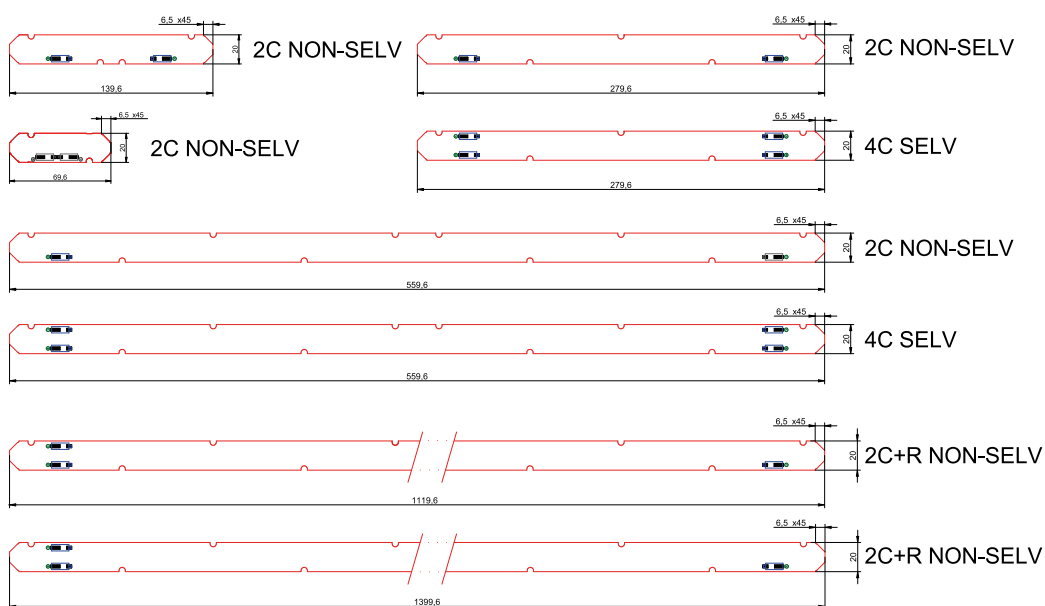 6,5 x45
20
2C NON-SELV
139,6
6,5 x45
20
2C NON-SELV
279,6
6,5 x45
20
2C NON-SELV
69,6
6,5 x45
20
4C SELV
279,6
6,5 x45
20
2C NON-SELV
559,6
6,5 x45
20
4C SELV
559,6
6,5 x45
20
2C+R NON-SELV
1119,6
6,5 x45
20
2C+R NON-SELV
1399,6